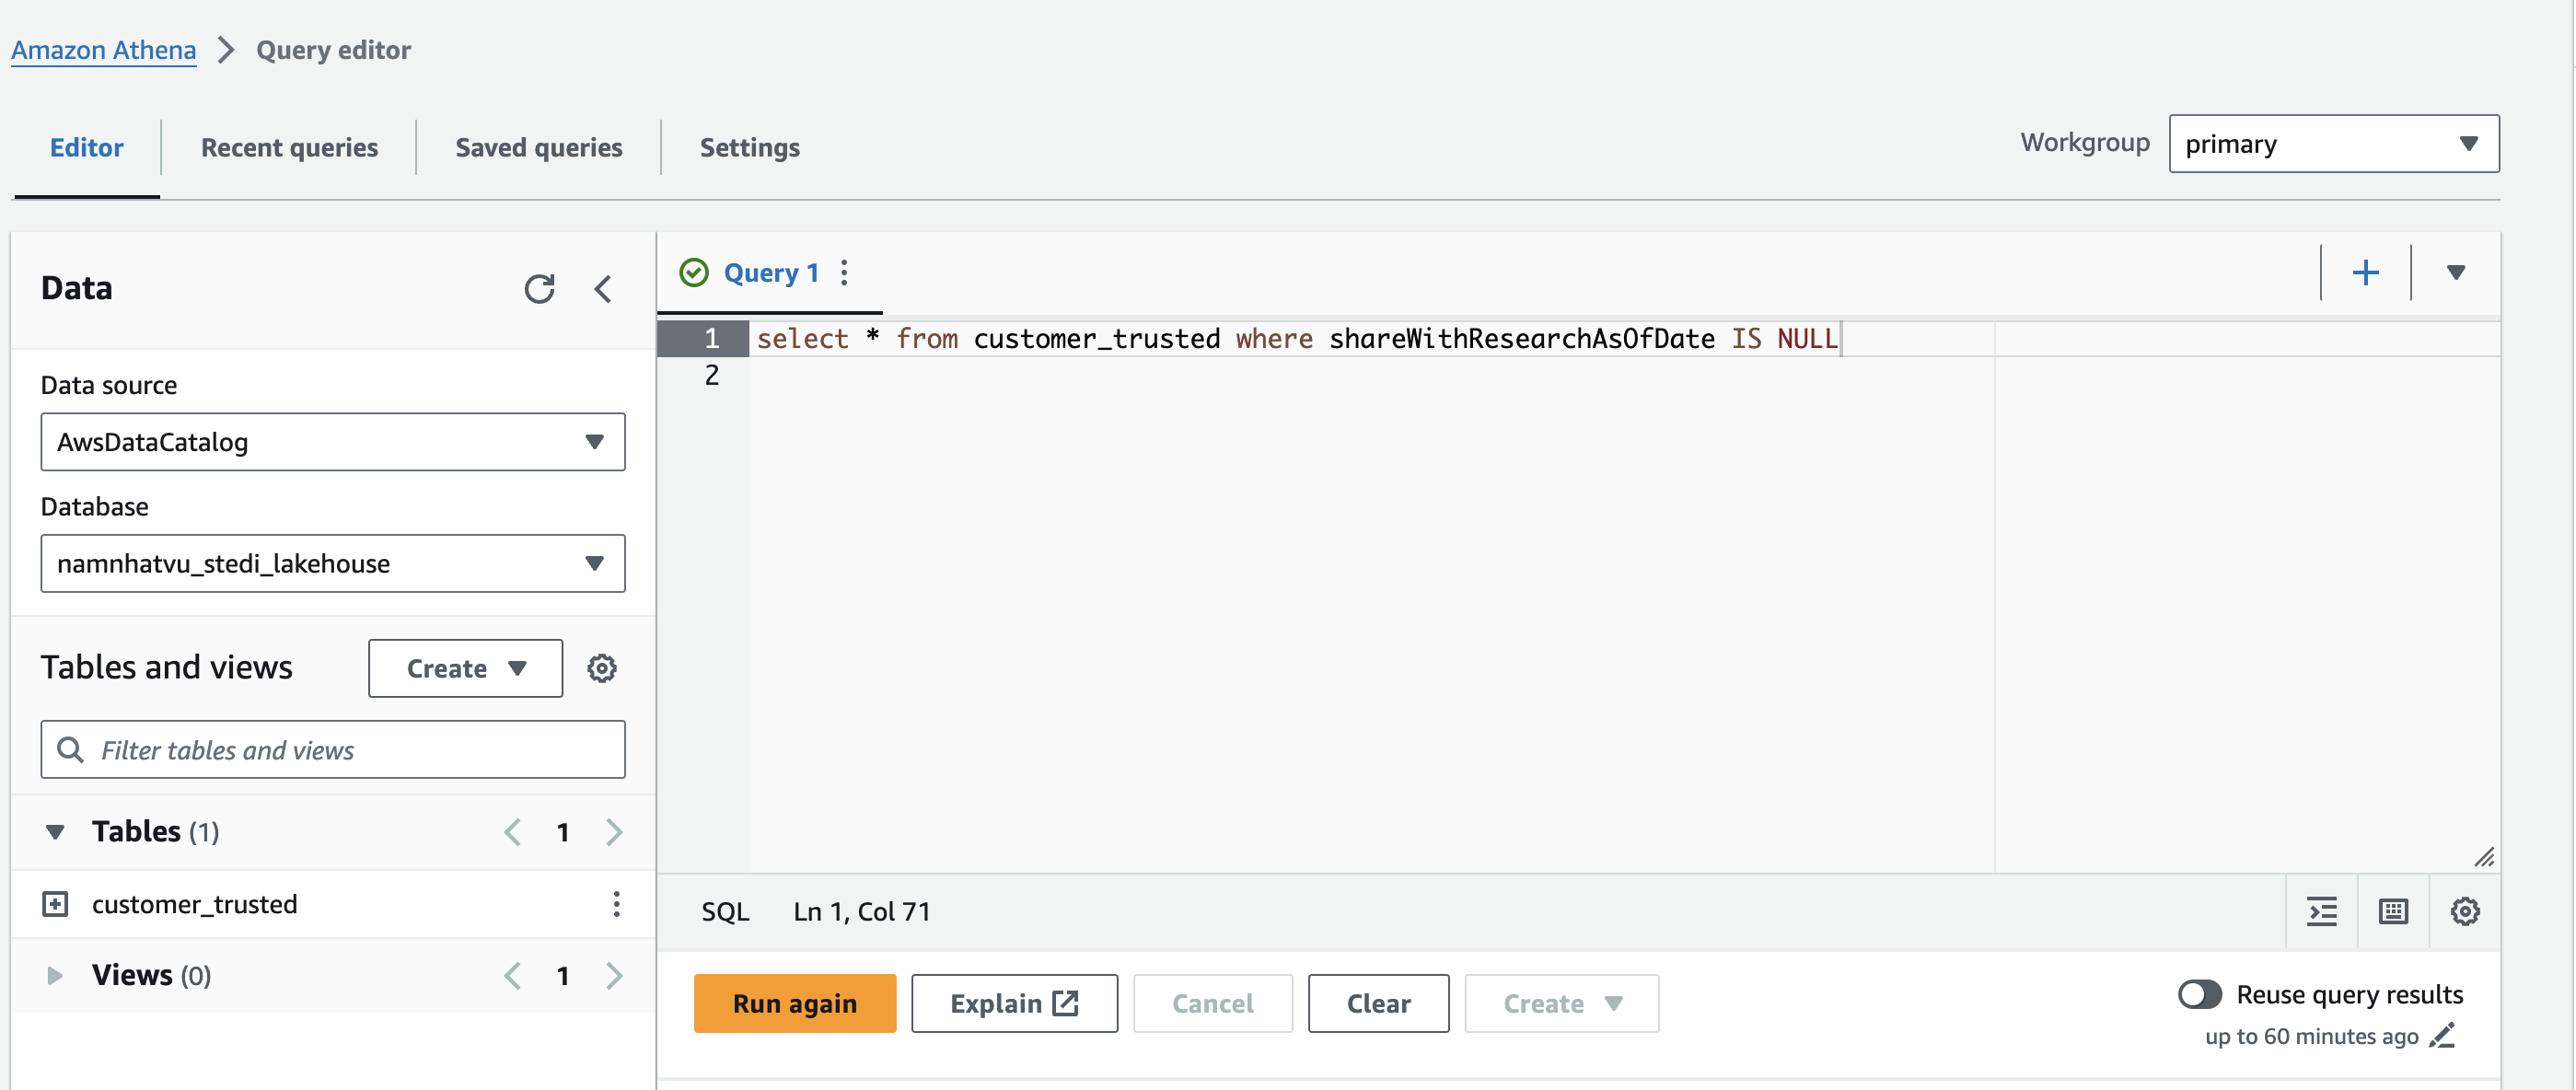 Amazon Athena > Query editor
Editor
Recent queries
Saved queries
Settings
Workgroup
primary
Data
Data source
AwsDataCatalog
Database
namnhatvu_stedi_lakehouse
Tables and views
Create
Filter tables and views
Tables (1)
1
customer_trusted
Views (0)
1
Query 1
1 select * from customer_trusted where shareWithResearchAsOfDate IS NULL
2
SQL
Ln 1, Col 71
Run again
Explain
Cancel
Clear
Create
Reuse query results
up to 60 minutes ago